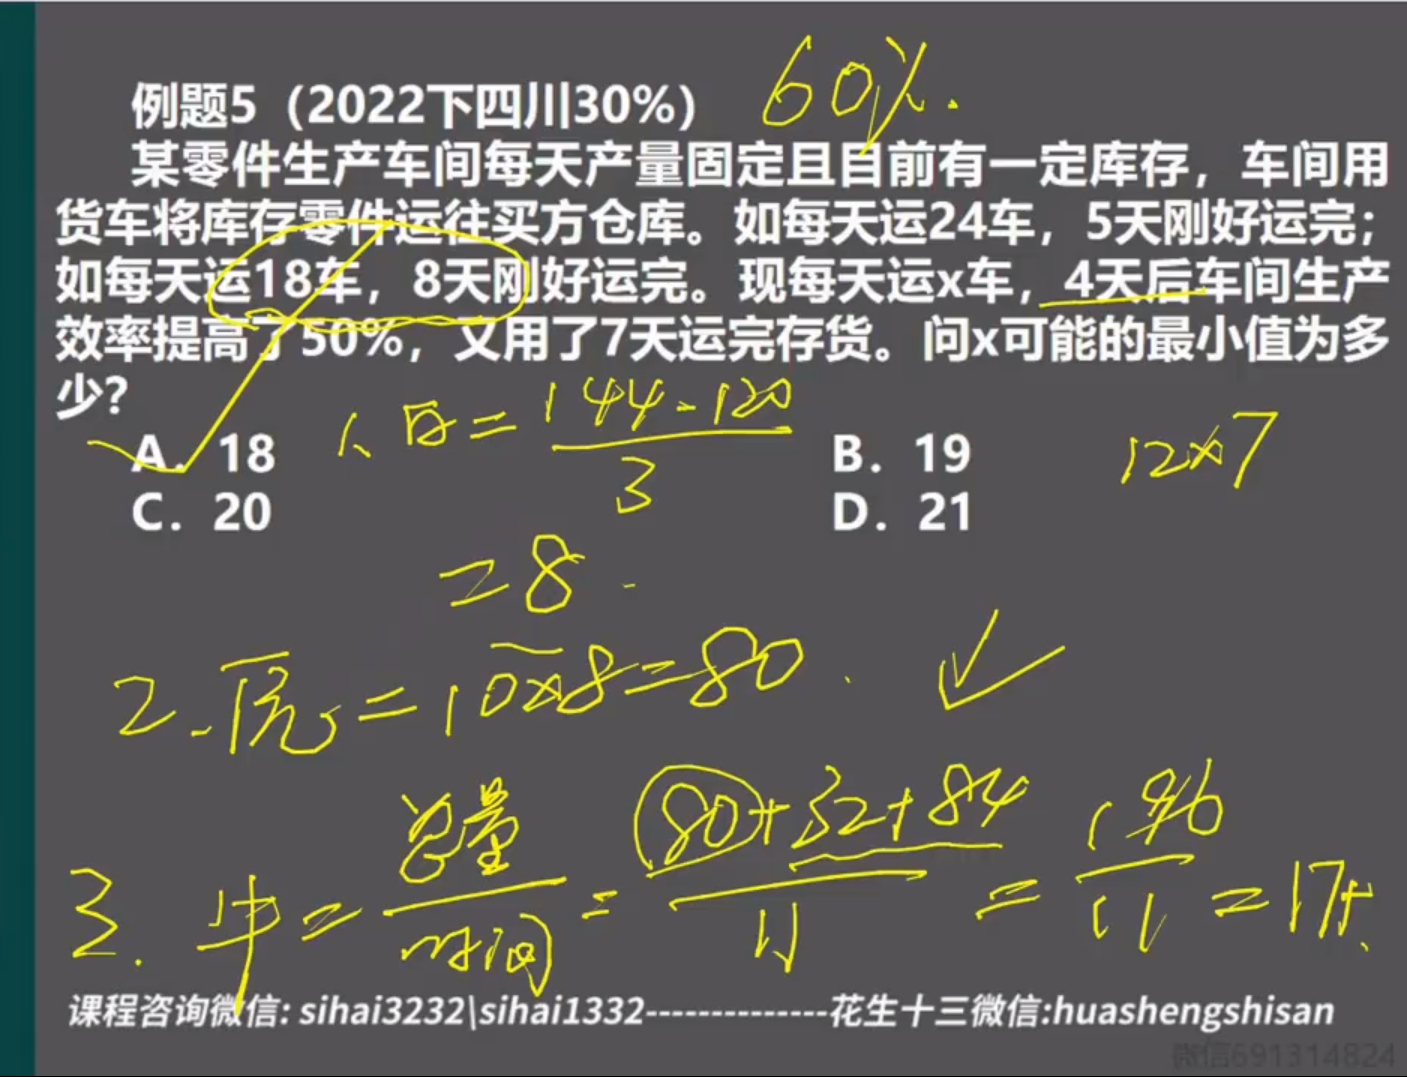 例题5（2022下四川30%） 60%.
某零件生产车间每天产量固定且目前有一定库存，车间用
货车将库存零件运往买方仓库。如每天运24车，5天刚好运完；
如每天运18车，8天刚好运完。现每天运x车，4天后车间生产
效率提高了50%，又用了7天运完存货。问x可能的最小值为多
少？
A. 18
B. 19
C. 20
D. 21
1、日=144-120/3
12×7
=8
2. 原=10×8=80
3. 牛=总量/时间=80+32+84/11=196/11=17+
课程咨询微信: sihai3232\sihai1332--------------花生十三微信:huashengshisan
微信691314824